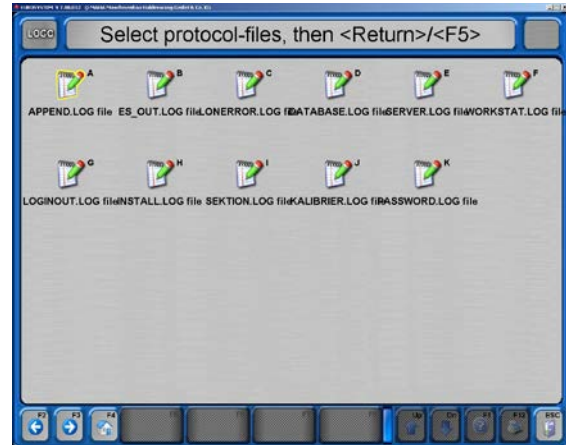 LOGO
Select protocol-files, then <Return>/<F5>
A B C D E F
APPEND.LOG file ES_OUT.LOG file LONERROR.LOG file DATABASE.LOG file SERVER.LOG file WORKSTAT.LOG file
G H I J K
LOGINOUT.LOG file INSTALL.LOG file SEKTION.LOG file KALIBRIER.LOG file PASSWORD.LOG file
F2 F3 F4 Up Dn F1 F10 ESC